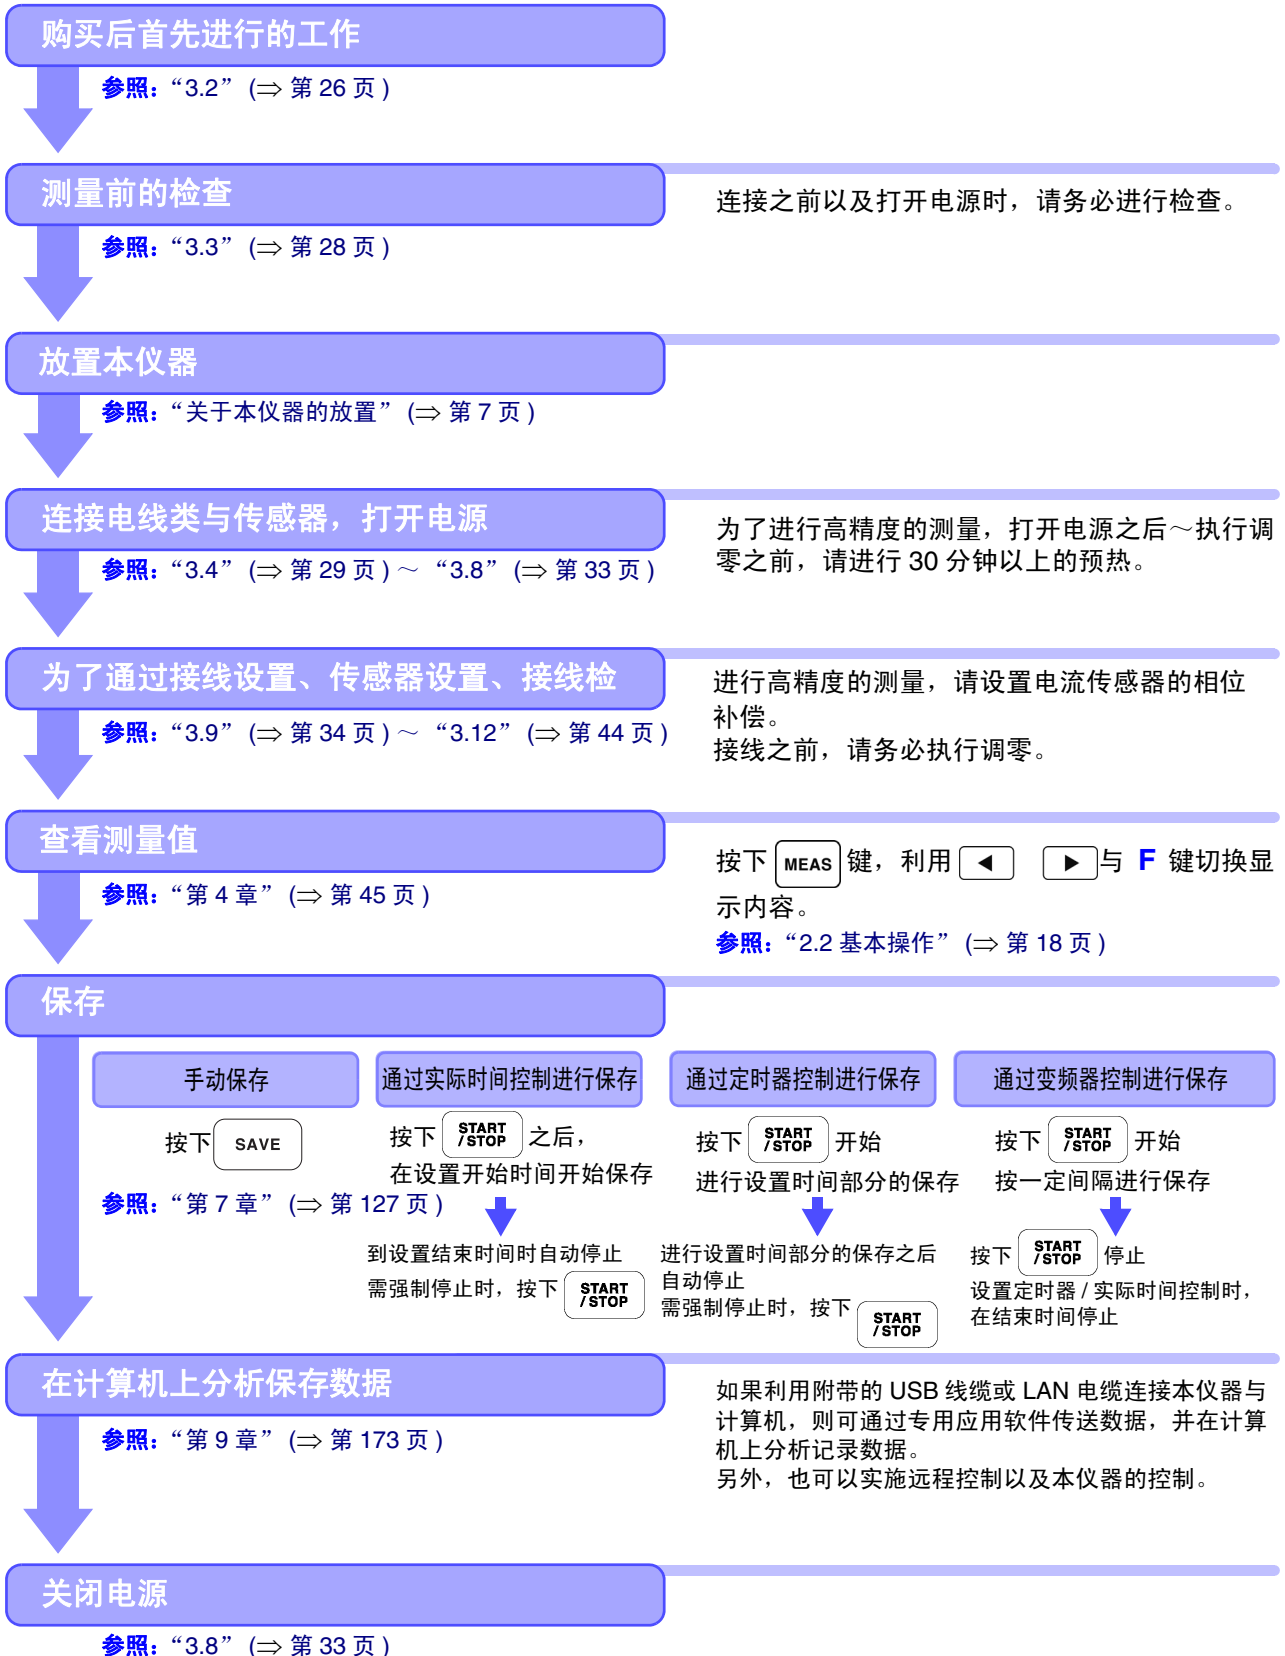 购买后首先进行的工作
参照:“3.2” (⇒ 第 26 页 )
测量前的检查
连接之前以及打开电源时，请务必进行检查。
参照:“3.3” (⇒ 第 28 页 )
放置本仪器
参照:“关于本仪器的放置” (⇒ 第 7 页 )
连接电线类与传感器，打开电源
为了进行高精度的测量，打开电源之后～执行调
零之前，请进行 30 分钟以上的预热。
参照:“3.4” (⇒ 第 29 页 ) ～ “3.8” (⇒ 第 33 页 )
为了通过接线设置、传感器设置、接线检
进行高精度的测量，请设置电流传感器的相位
补偿。
接线之前，请务必执行调零。
参照:“3.9” (⇒ 第 34 页 ) ～ “3.12” (⇒ 第 44 页 )
查看测量值
按下 MEAS 键，利用 ◀ ▶ 与 F 键切换显
示内容。
参照:“2.2 基本操作” (⇒ 第 18 页 )
参照:“第 4 章” (⇒ 第 45 页 )
保存
手动保存
按下 SAVE
参照:“第 7 章” (⇒ 第 127 页 )
通过实际时间控制进行保存
按下 START /STOP 之后，
在设置开始时间开始保存
到设置结束时间时自动停止
需强制停止时，按下 START /STOP
通过定时器控制进行保存
按下 START /STOP 开始
进行设置时间部分的保存
进行设置时间部分的保存之后
自动停止
需强制停止时，按下 START /STOP
通过变频器控制进行保存
按下 START /STOP 开始
按一定间隔进行保存
按下 START /STOP 停止
设置定时器 / 实际时间控制时，
在结束时间停止
在计算机上分析保存数据
如果利用附带的 USB 线缆或 LAN 电缆连接本仪器与
计算机，则可通过专用应用软件传送数据，并在计算
机上分析记录数据。
另外，也可以实施远程控制以及本仪器的控制。
参照:“第 9 章” (⇒ 第 173 页 )
关闭电源
参照:“3.8” (⇒ 第 33 页 )